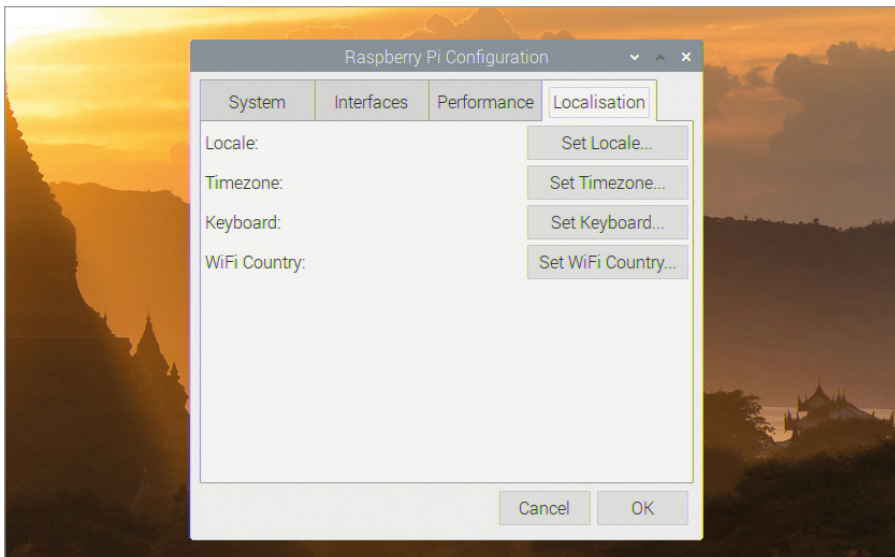 Raspberry Pi Configuration
System Interfaces Performance Localisation
Locale: Set Locale...
Timezone: Set Timezone...
Keyboard: Set Keyboard...
WiFi Country: Set WiFi Country...
Cancel OK